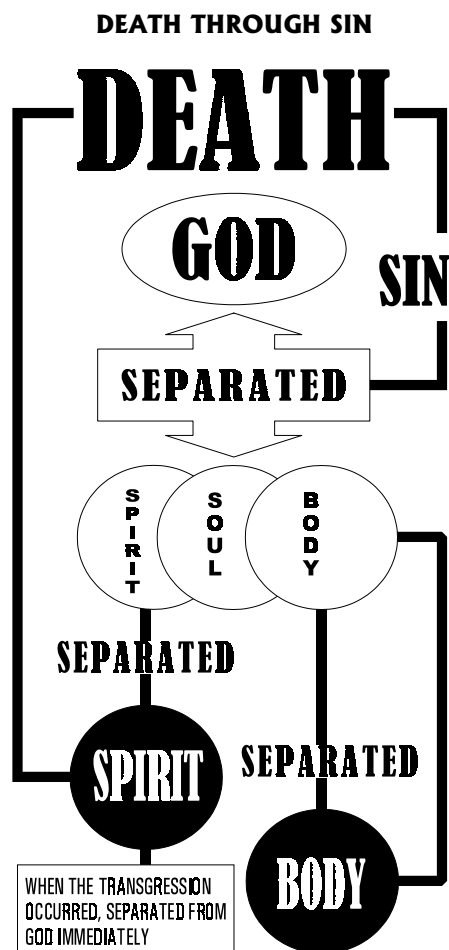 DEATH THROUGH SIN
DEATH
GOD
SIN
SEPARATED
SPIRIT
SOUL
BODY
SEPARATED
SEPARATED
SPIRIT
BODY
WHEN THE TRANSGRESSION
OCCURRED, SEPARATED FROM
GOD IMMEDIATELY